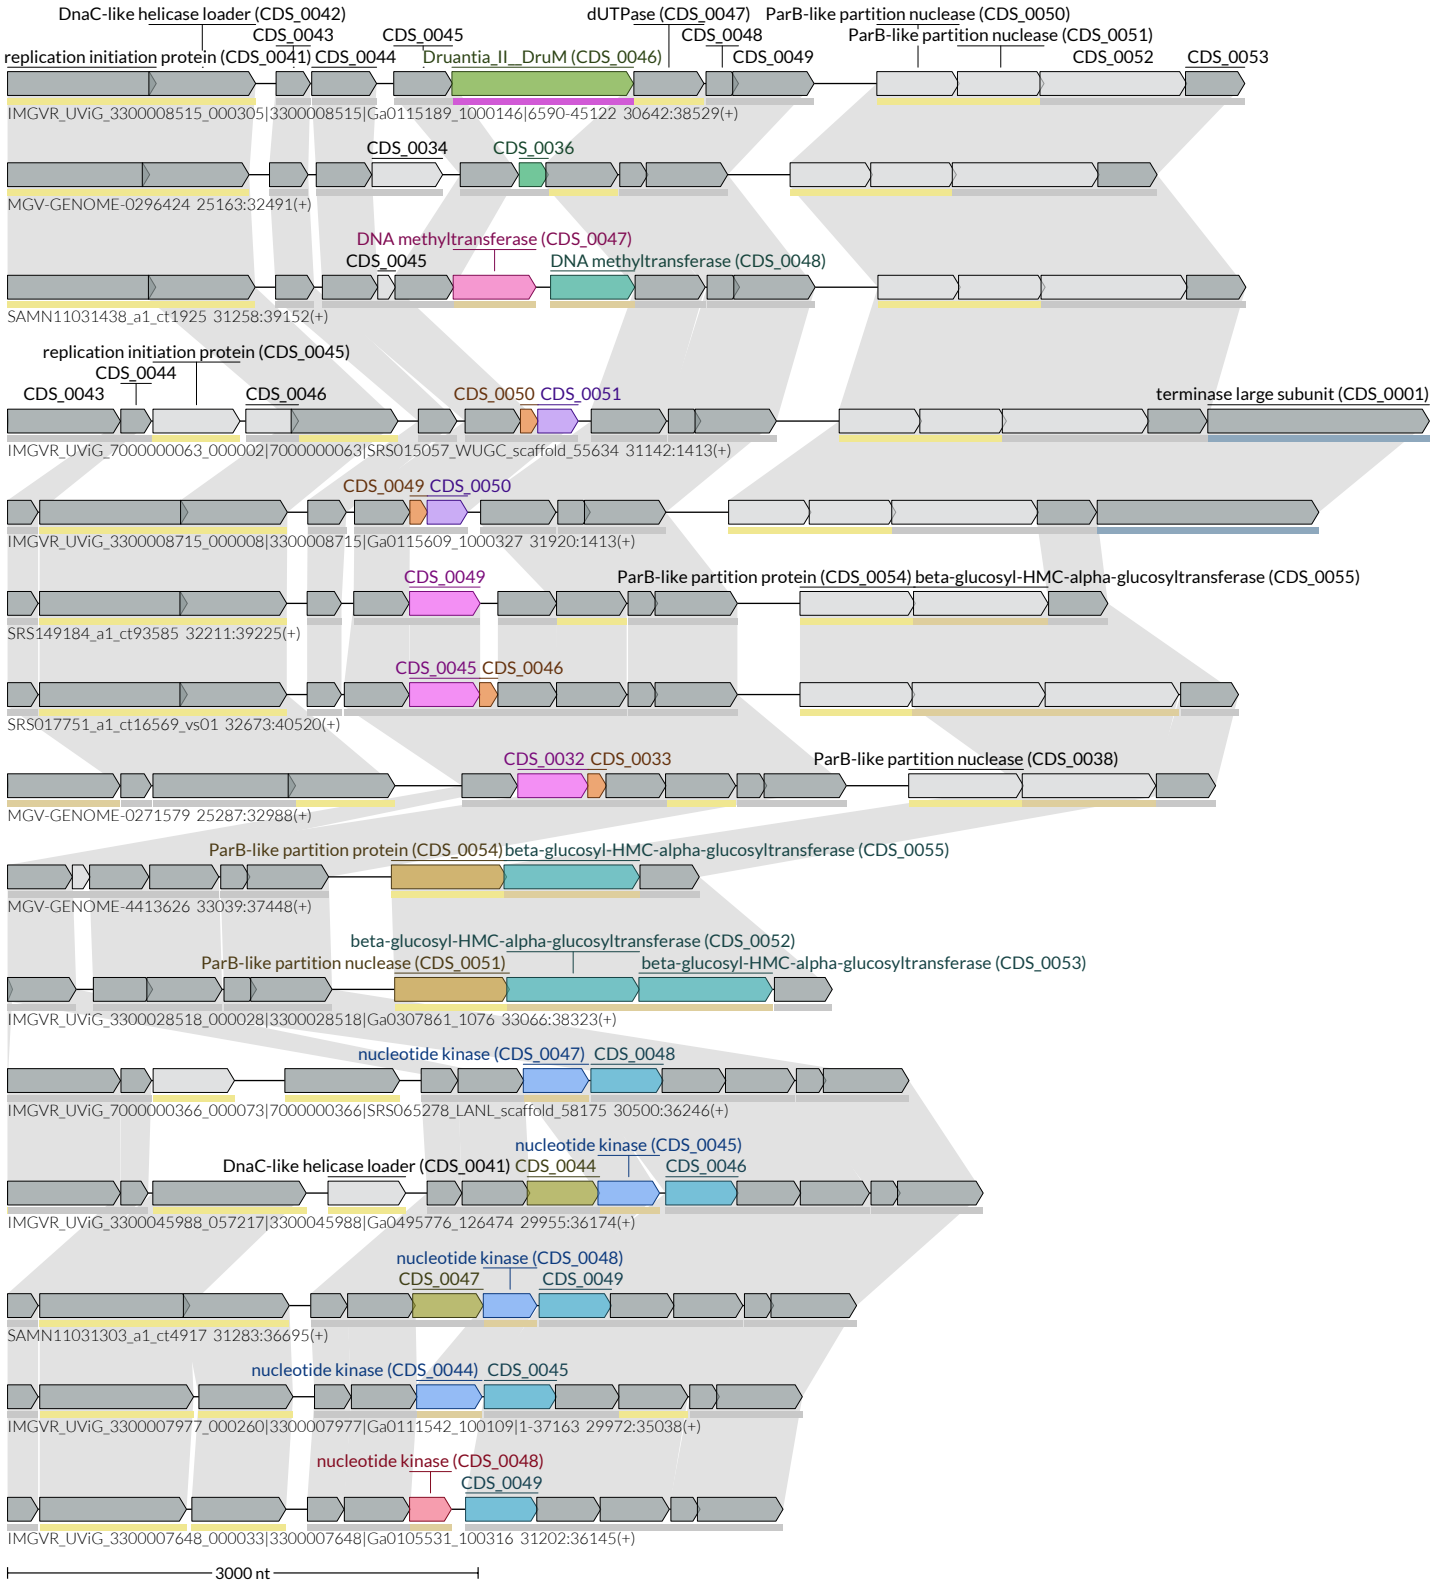 DnaC-like helicase loader (CDS_0042)
dUTPase (CDS_0047)
ParB-like partition nuclease (CDS_0050)
CDS_0043
CDS_0045
CDS_0048
ParB-like partition nuclease (CDS_0051)
replication initiation protein (CDS_0041)
CDS_0044
Druantia_II__DruM (CDS_0046)
CDS_0049
CDS_0052
CDS_0053
IMGVR_UViG_3300008515_000305|3300008515|Ga0115189_1000146|6590-45122 30642:38529(+)
CDS_0034
CDS_0036
MGV-GENOME-0296424 25163:32491(+)
DNA methyltransferase (CDS_0047)
CDS_0045
DNA methyltransferase (CDS_0048)
SAMN11031438_a1_ct1925 31258:39152(+)
replication initiation protein (CDS_0045)
CDS_0044
CDS_0043
CDS_0046
CDS_0050
CDS_0051
terminase large subunit (CDS_0001)
IMGVR_UViG_7000000063_000002|7000000063|SRS015057_WUGC_scaffold_55634 31142:1413(+)
CDS_0049
CDS_0050
IMGVR_UViG_3300008715_000008|3300008715|Ga0115609_1000327 31920:1413(+)
CDS_0049
ParB-like partition protein (CDS_0054)
beta-glucosyl-HMC-alpha-glucosyltransferase (CDS_0055)
SRS149184_a1_ct93585 32211:39225(+)
CDS_0045
CDS_0046
SRS017751_a1_ct16569_vs01 32673:40520(+)
CDS_0032
CDS_0033
ParB-like partition nuclease (CDS_0038)
MGV-GENOME-0271579 25287:32988(+)
ParB-like partition protein (CDS_0054)
beta-glucosyl-HMC-alpha-glucosyltransferase (CDS_0055)
MGV-GENOME-4413626 33039:37448(+)
beta-glucosyl-HMC-alpha-glucosyltransferase (CDS_0052)
ParB-like partition nuclease (CDS_0051)
beta-glucosyl-HMC-alpha-glucosyltransferase (CDS_0053)
IMGVR_UViG_3300028518_000028|3300028518|Ga0307861_1076 33066:38323(+)
nucleotide kinase (CDS_0047)
CDS_0048
IMGVR_UViG_7000000366_000073|7000000366|SRS065278_LANL_scaffold_58175 30500:36246(+)
nucleotide kinase (CDS_0045)
DnaC-like helicase loader (CDS_0041)
CDS_0044
CDS_0046
IMGVR_UViG_3300045988_057217|3300045988|Ga0495776_126474 29955:36174(+)
nucleotide kinase (CDS_0048)
CDS_0047
CDS_0049
SAMN11031303_a1_ct4917 31283:36695(+)
nucleotide kinase (CDS_0044)
CDS_0045
IMGVR_UViG_3300007977_000260|3300007977|Ga0111542_100109|1-37163 29972:35038(+)
nucleotide kinase (CDS_0048)
CDS_0049
IMGVR_UViG_3300007648_000033|3300007648|Ga0105531_100316 31202:36145(+)
3000 nt